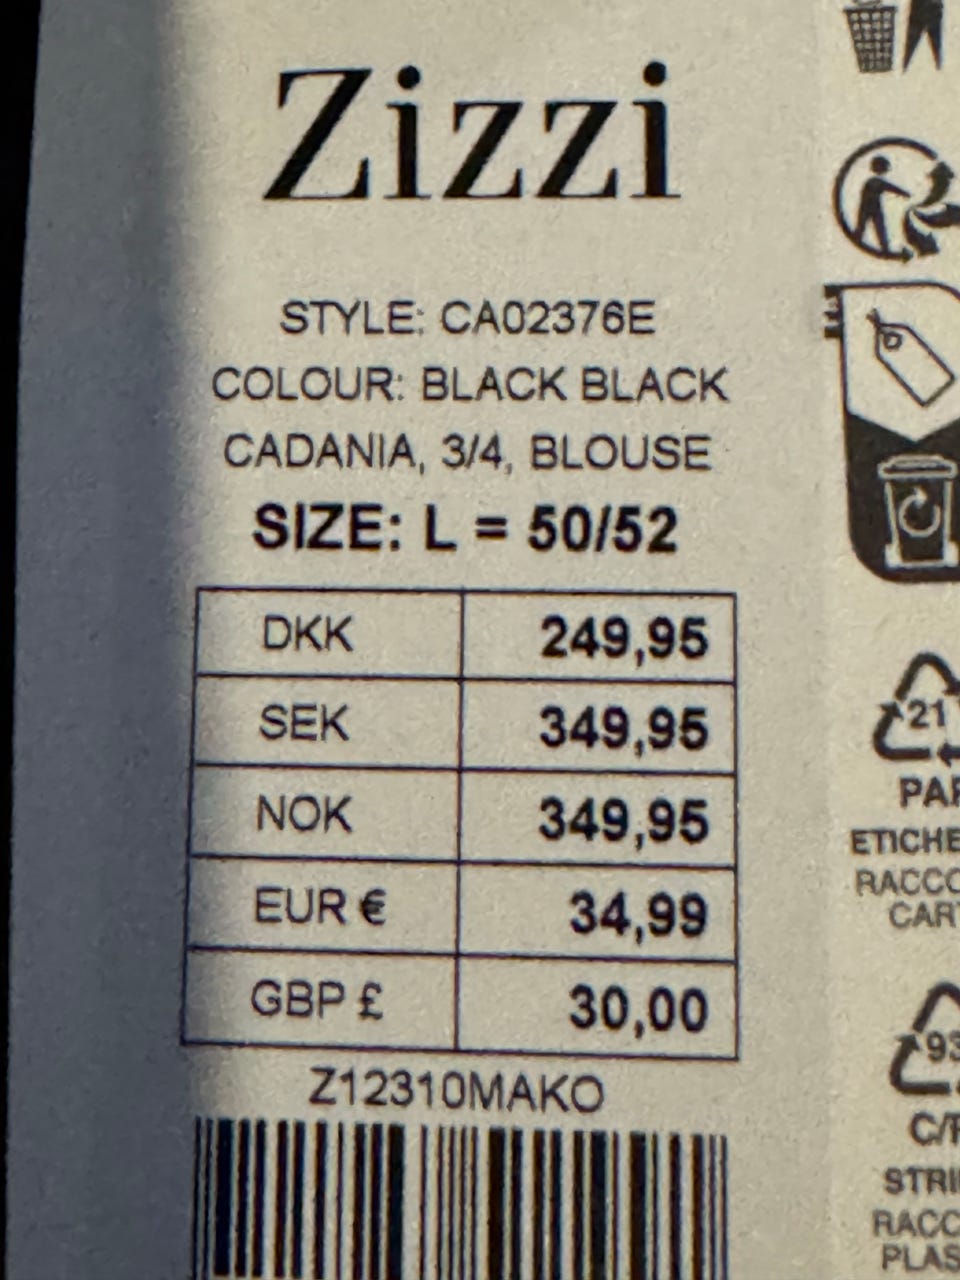 Zizzi
STYLE: CA02376E
COLOUR: BLACK BLACK
CADANIA, 3/4, BLOUSE
SIZE: L = 50/52
DKK 249,95
SEK 349,95
NOK 349,95
EUR € 34,99
GBP £ 30,00
Z12310MAKO
21
PAP
ETICHE
RACCO
CART
93
C/P
STRI
RACC
PLAS